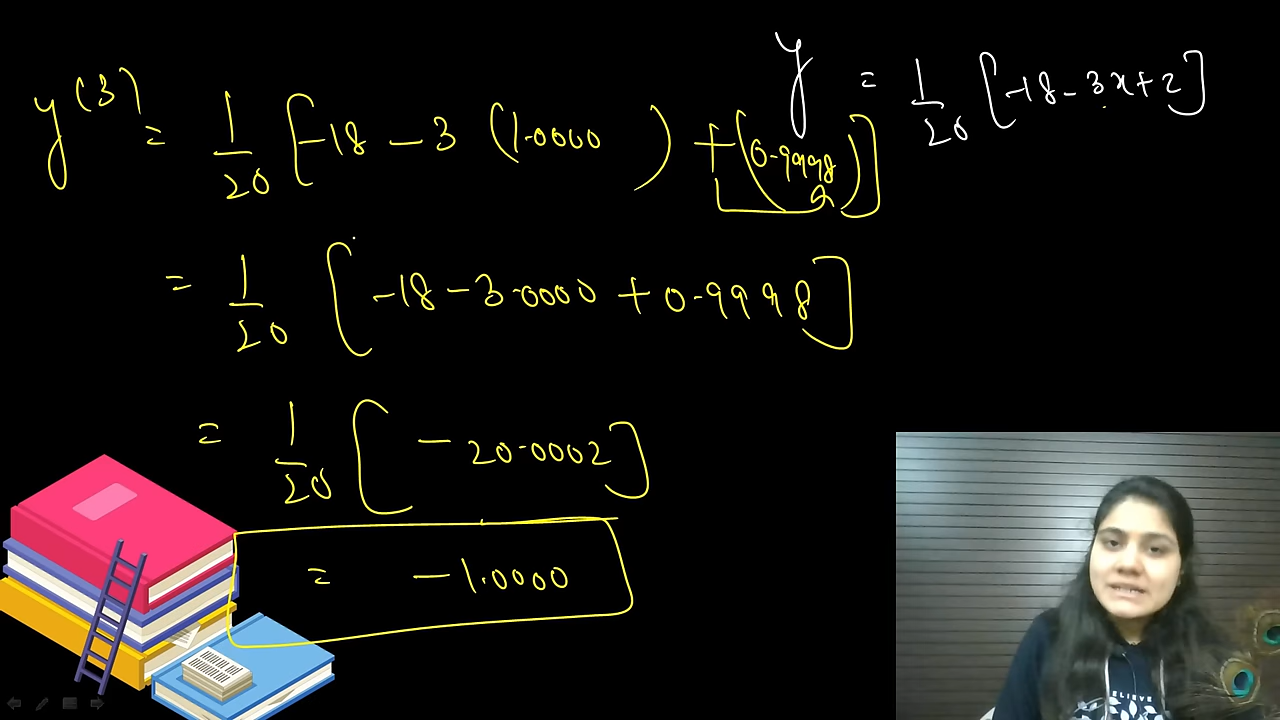 y^(3) = 1/20 [-18 - 3 (1.0000) + (0.9998)]
y = 1/20 [-18 - 3x + z]
= 1/20 [-18 - 3.0000 + 0.9998]
= 1/20 [-20.0002]
= -1.0000
ELIEVE